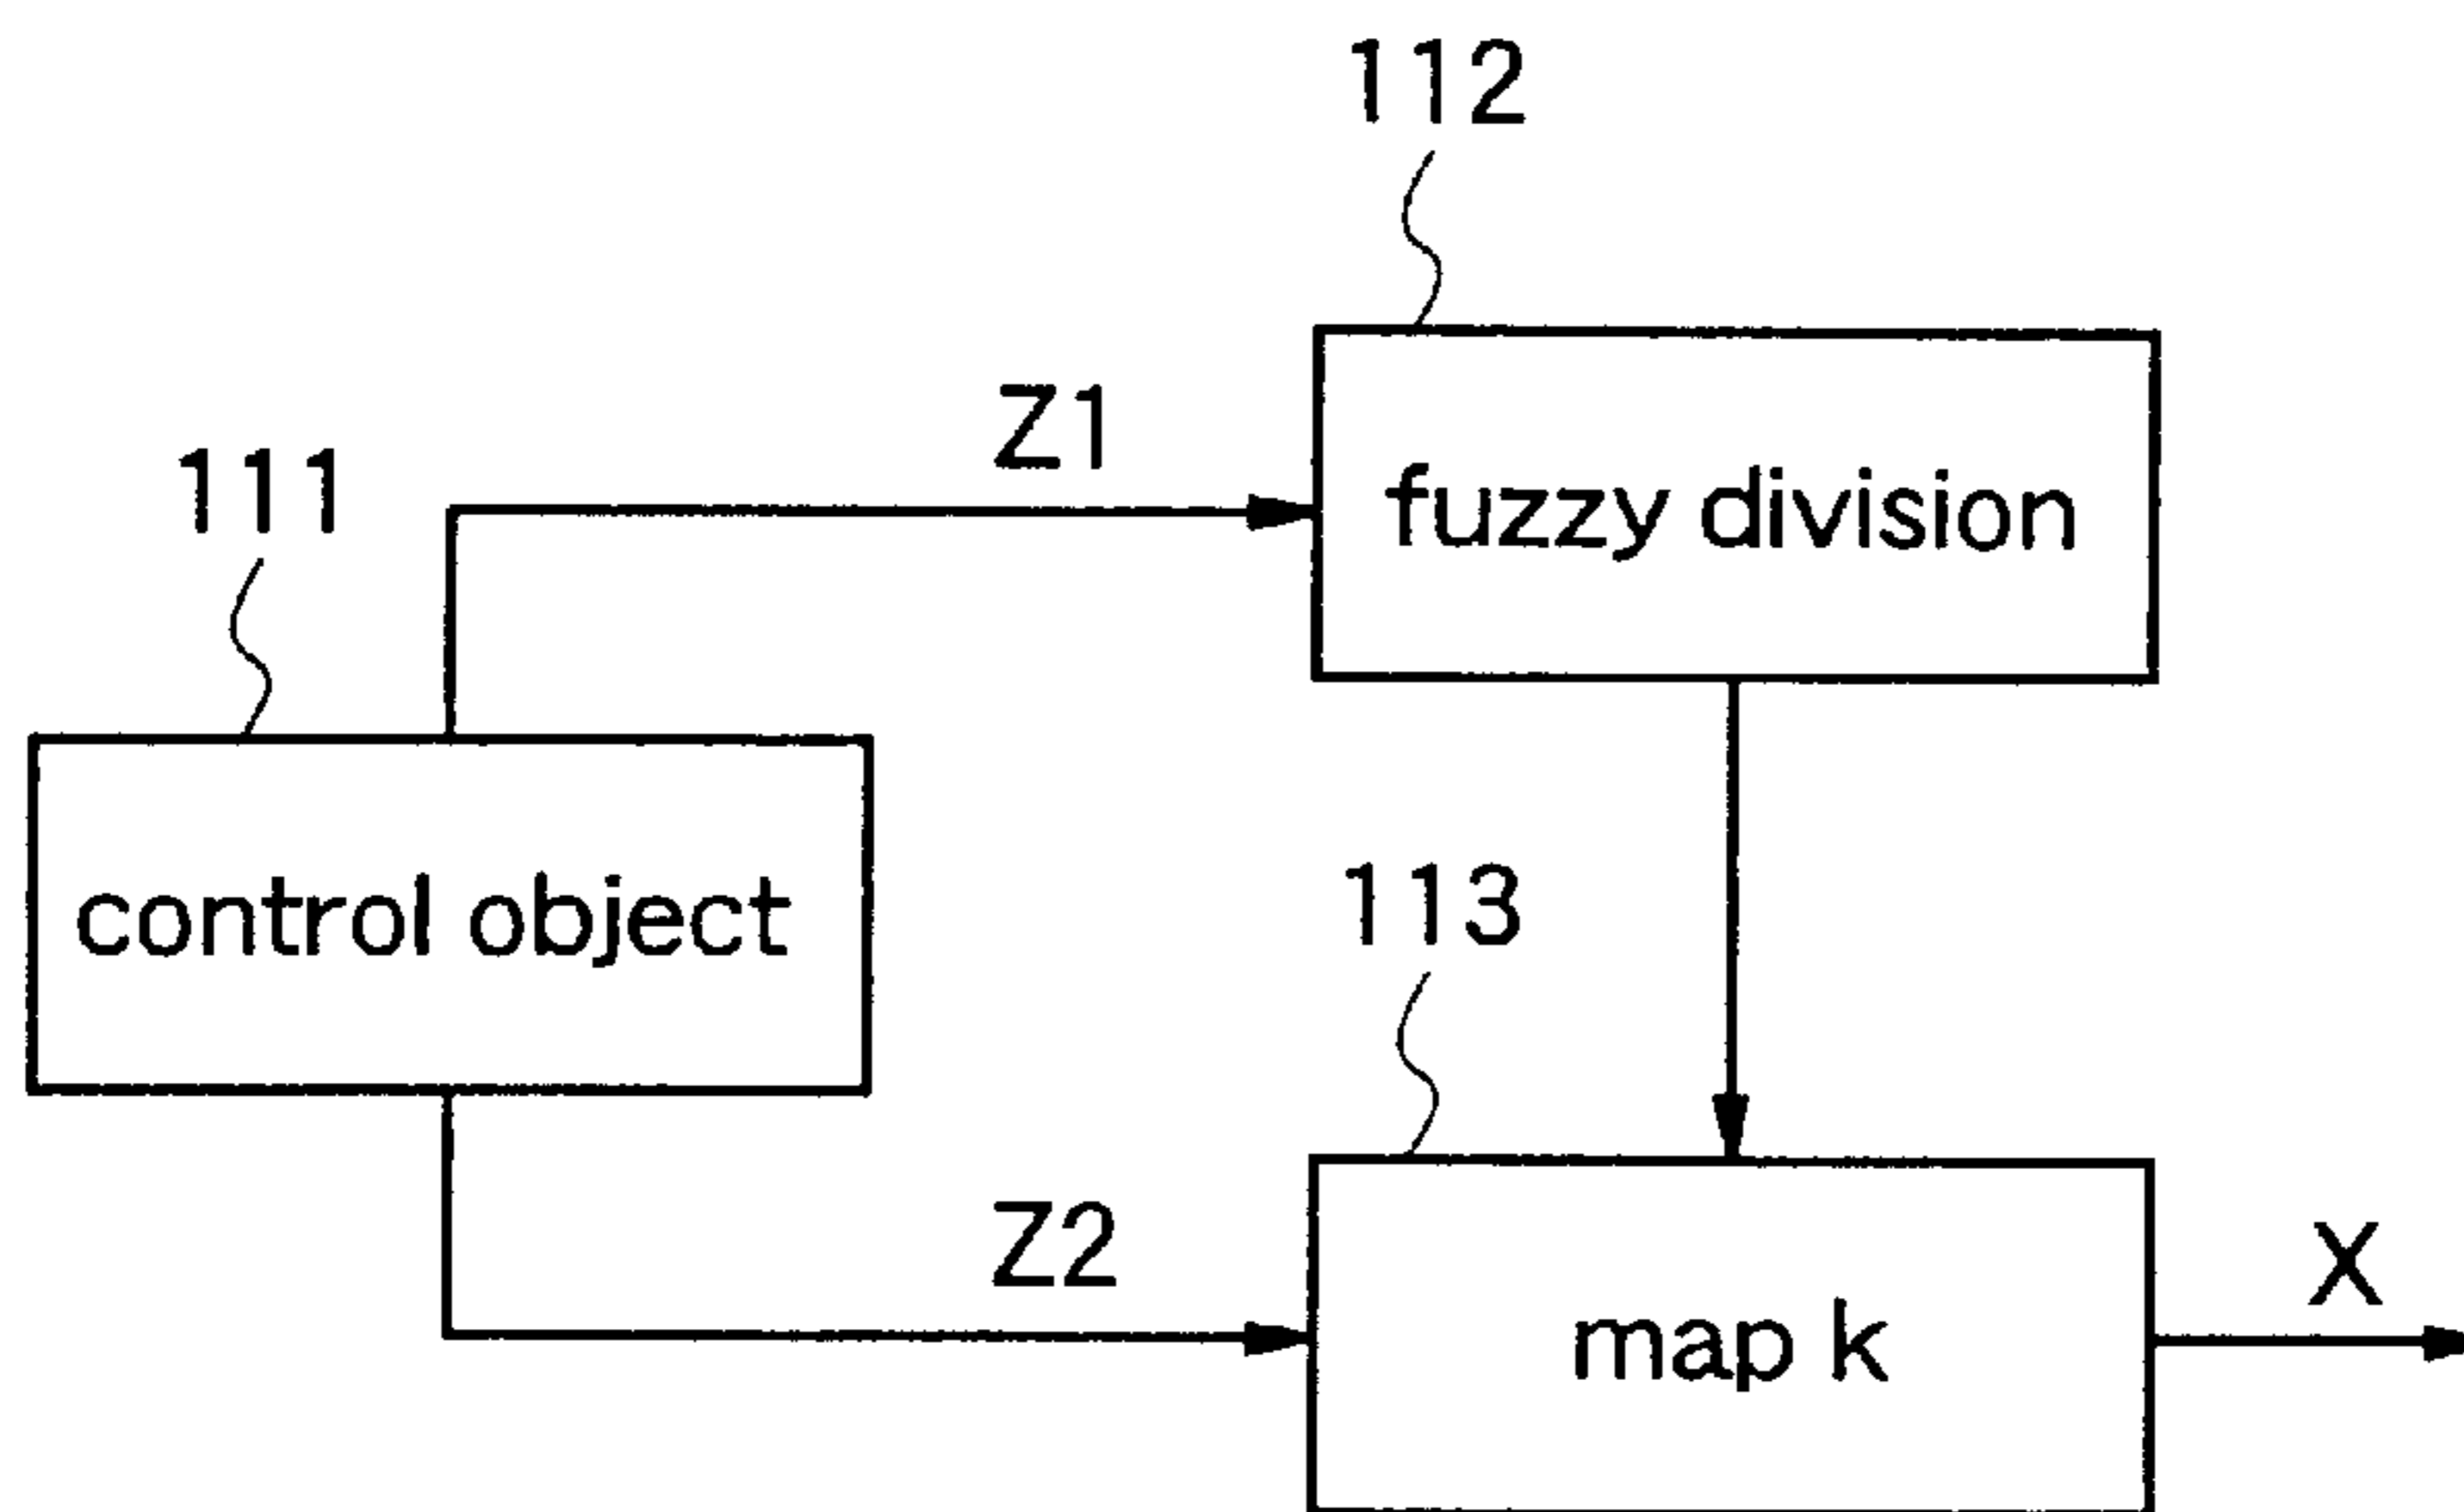 112
Z1
fuzzy division
111
control object
113
Z2
map k
X